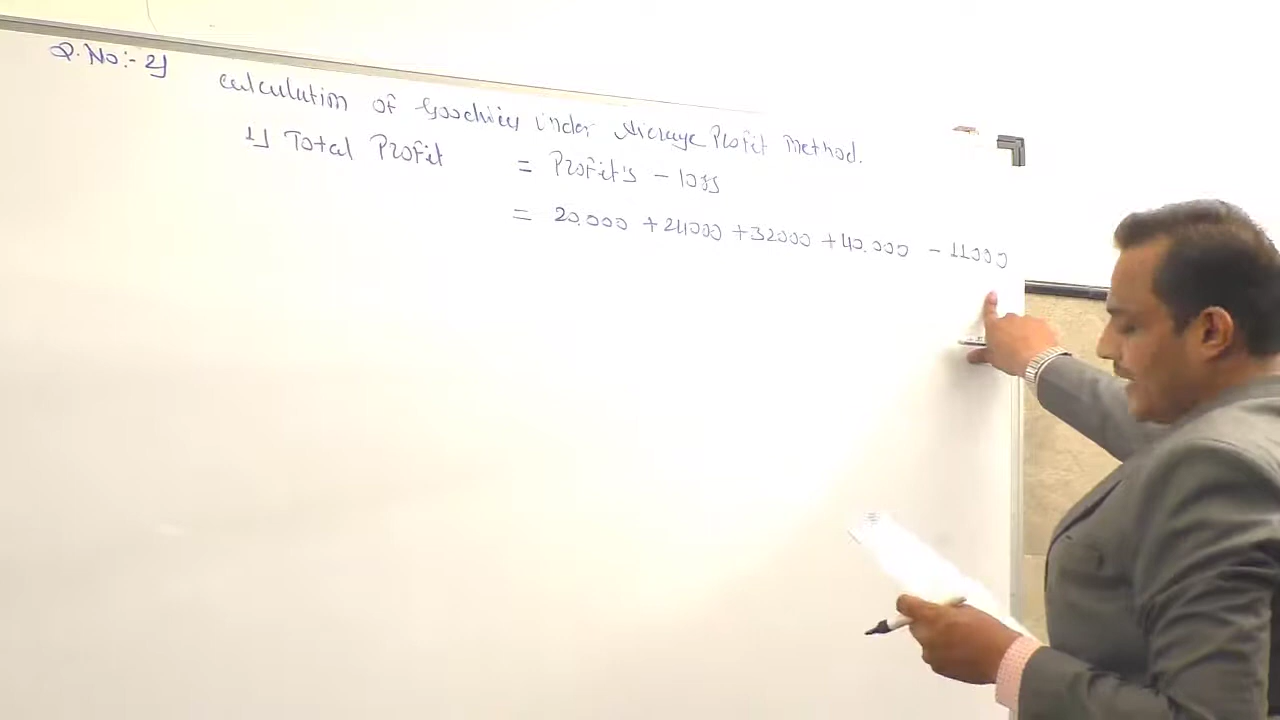 Q.No:- 2)
Calculation of Goodwill Under Average Profit Method.
1) Total Profit = Profit's - loss
= 20.000 + 24000 + 32000 + 40.000 - 11000